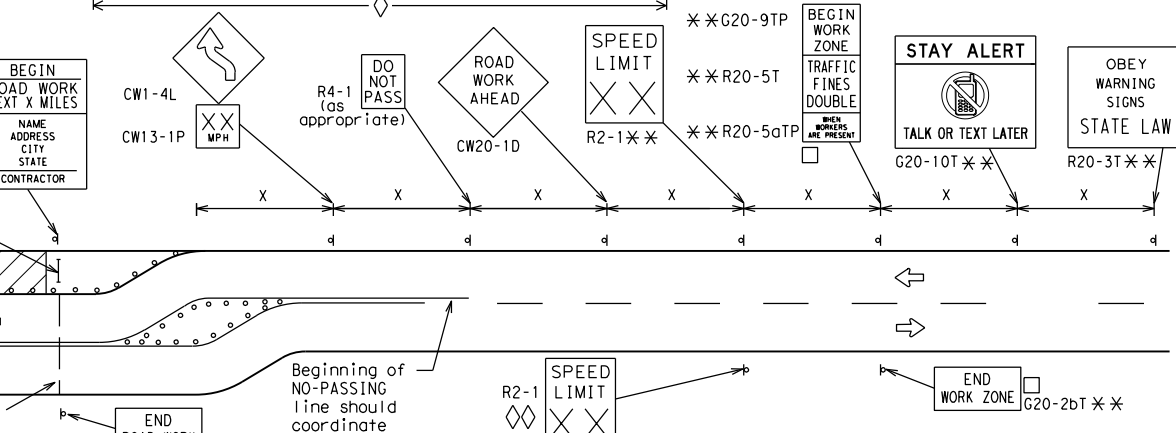 BEGIN
ROAD WORK
NEXT X MILES
NAME
ADDRESS
CITY
STATE
CONTRACTOR
CW1-4L
CW13-1P
X X
MPH
R4-1
(as
appropriate)
DO
NOT
PASS
ROAD
WORK
AHEAD
CW20-1D
SPEED
LIMIT
X X
R2-1**
**G20-9TP
**R20-5T
**R20-5aTP
BEGIN
WORK
ZONE
TRAFFIC
FINES
DOUBLE
WHEN
WORKERS
ARE PRESENT
STAY ALERT
TALK OR TEXT LATER
G20-10T**
OBEY
WARNING
SIGNS
STATE LAW
R20-3T**
X X X X X X X
Beginning of
NO-PASSING
line should
coordinate
R2-1
SPEED
LIMIT
X X
END
WORK ZONE
G20-2bT**
END
ROAD WORK